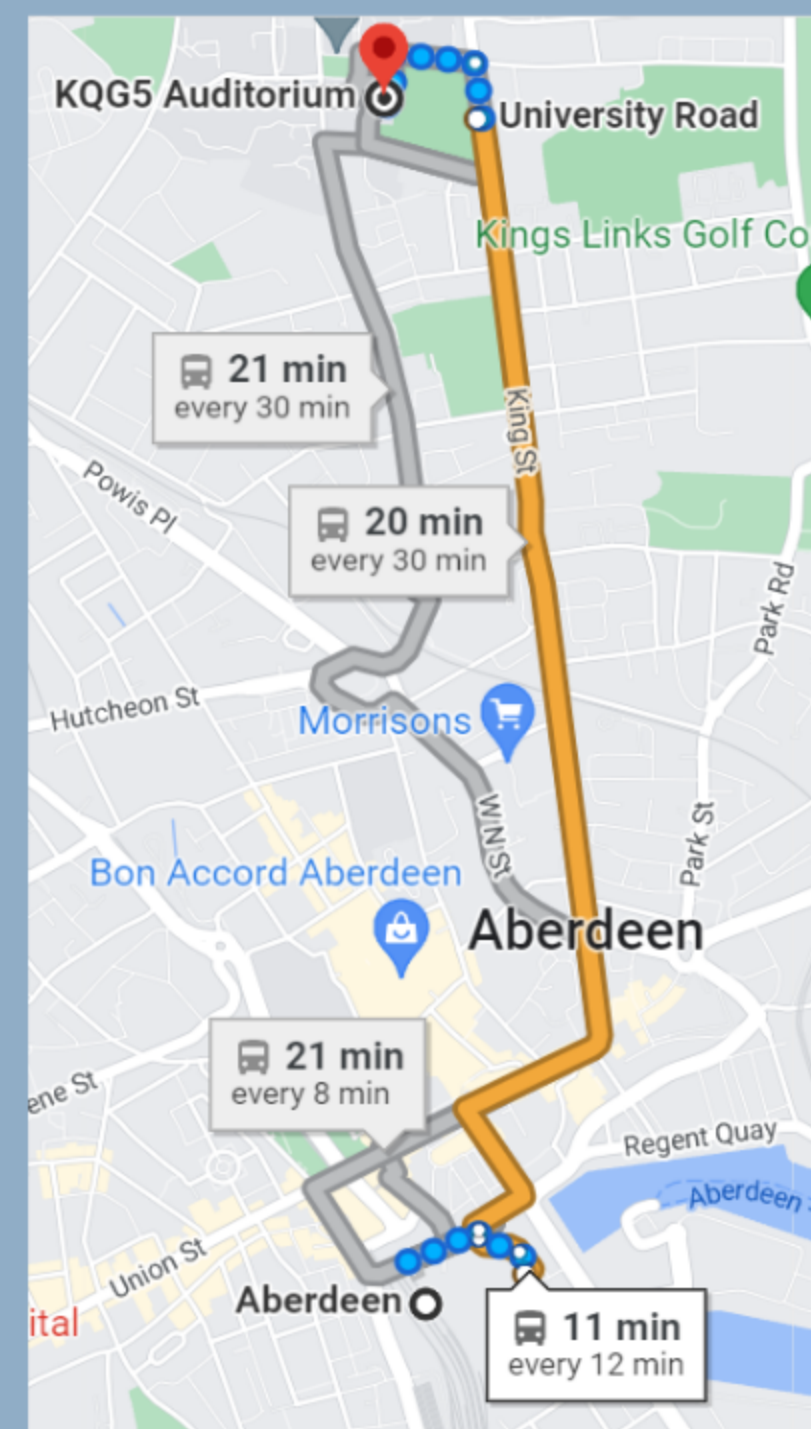 KQG5 Auditorium
University Road
Kings Links Golf Co
21 min
every 30 min
King St
Powis Pl
20 min
every 30 min
Park Rd
Hutcheon St
Morrisons
W N St
Park St
Bon Accord Aberdeen
Aberdeen
21 min
every 8 min
ene St
Regent Quay
Aberdeen
Union St
Aberdeen
ital
11 min
every 12 min